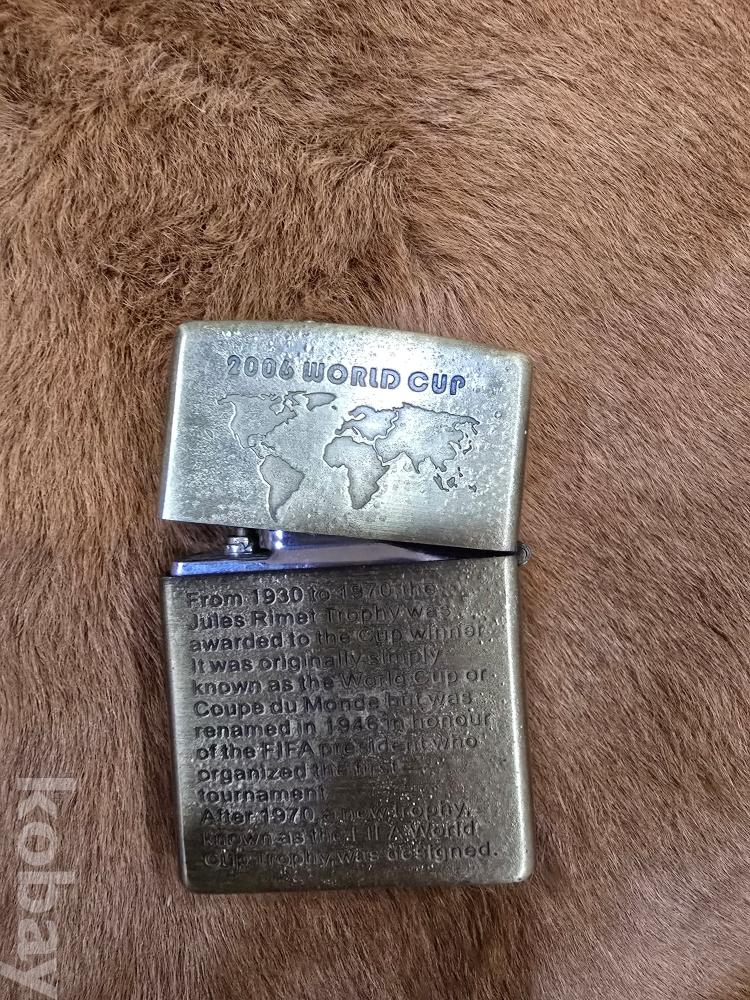 2006 WORLD CUP
From 1930 to 1970 the
Jules Rimet Trophy was
awarded to the Cup winner.
It was originally simply
known as the World Cup or
Coupe du Monde but was
renamed in 1946 in honour
of the FIFA president who
organized the first
tournament.
After 1970 a new trophy,
known as the FIFA World
Cup Trophy, was designed.
kobay